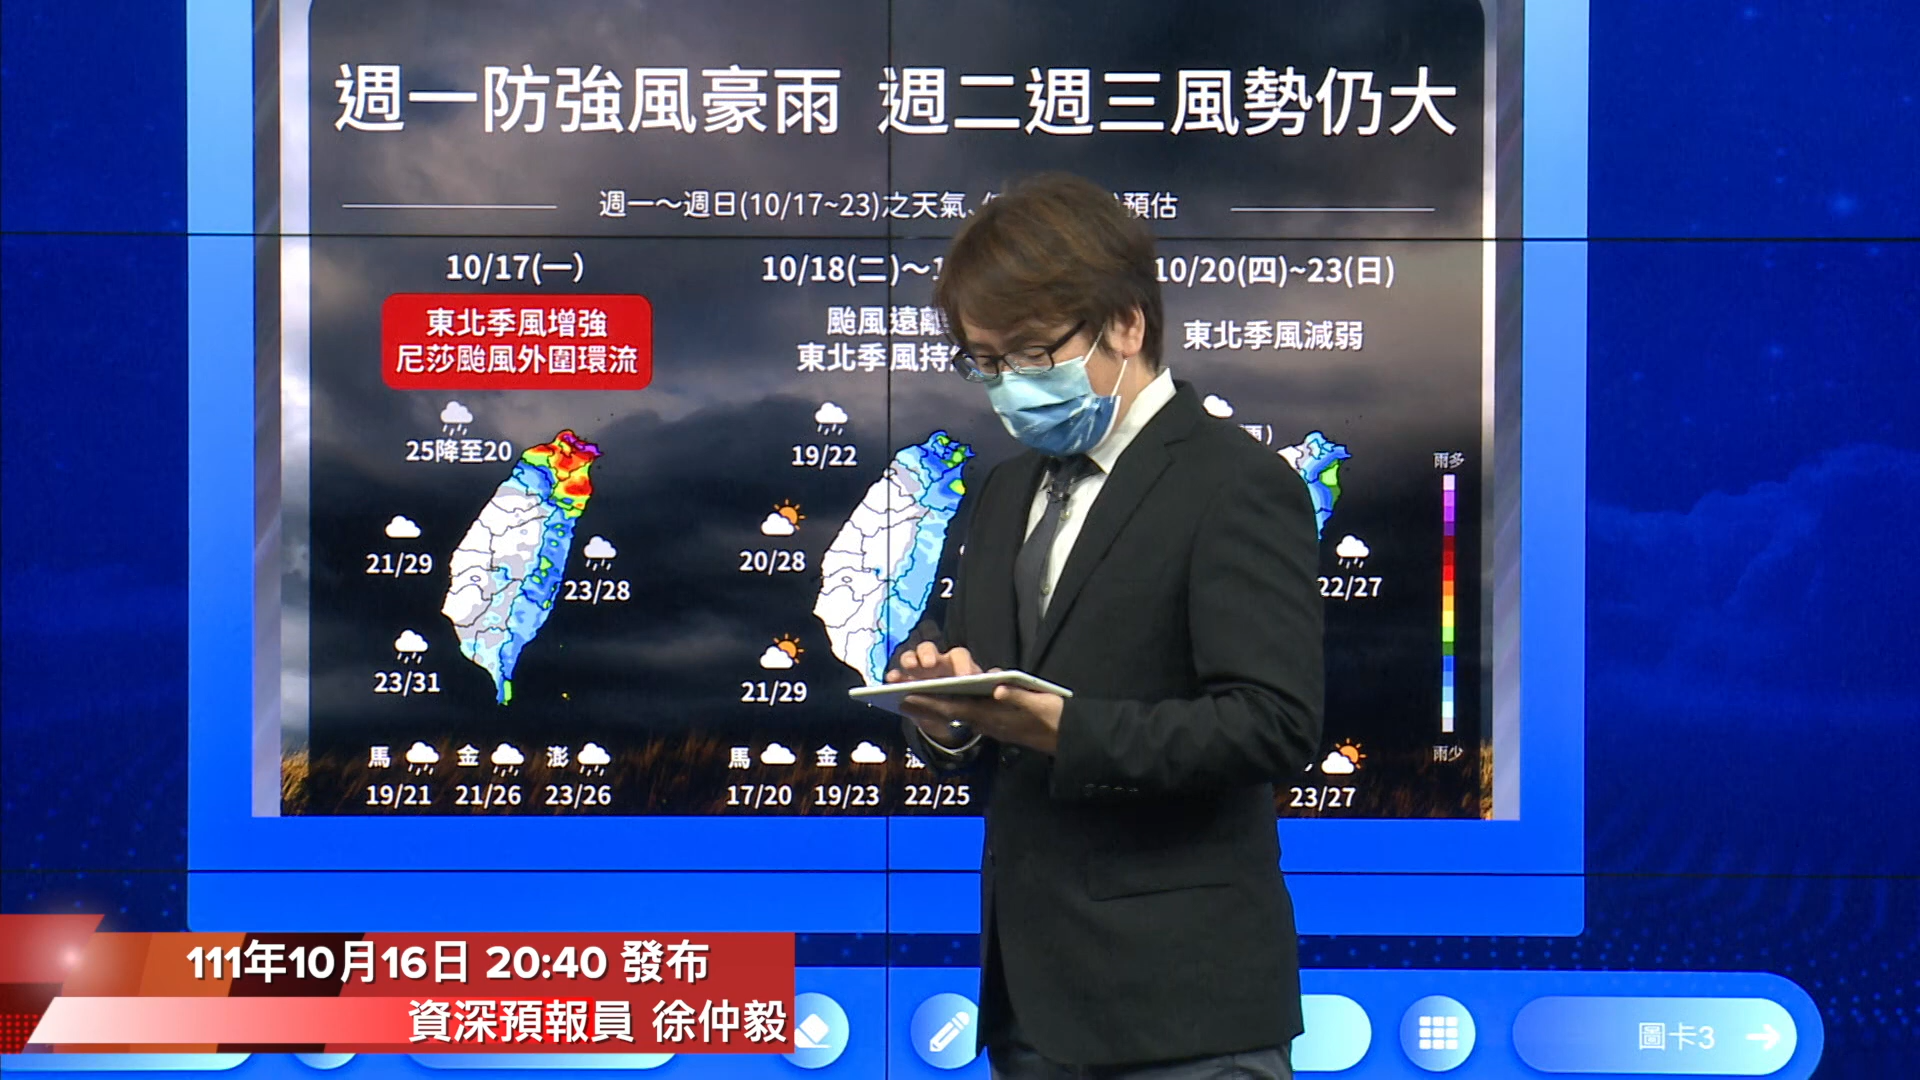 週一防強風豪雨 週二週三風勢仍大
週一～週日(10/17~23)之天氣、 預估
10/17(一)
東北季風增強
尼莎颱風外圍環流
25降至20
21/29
23/28
23/31
馬 金 澎
19/21 21/26 23/26
10/18(二)～
颱風遠離
東北季風持
19/22
20/28
21/29
馬 金
17/20 19/23 22/25
10/20(四)~23(日)
東北季風減弱
22/27
23/27
雨多
雨少
111年10月16日 20:40 發布
資深預報員 徐仲毅
圖卡3